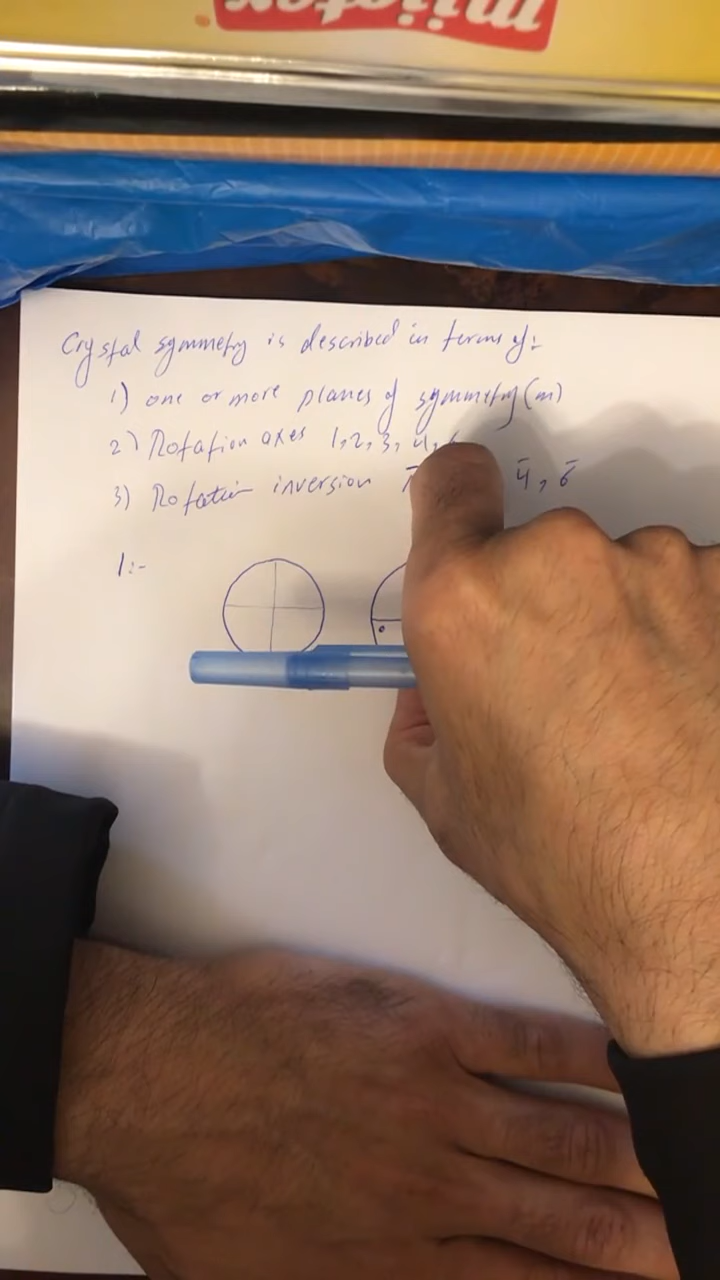 mister
Crystal symmetry is described in terms of:
1) one or more planes of symmetry (m)
2) Rotation axes 1, 2, 3, 4,
3) Rotation inversion 4̄, 6̄
1:-